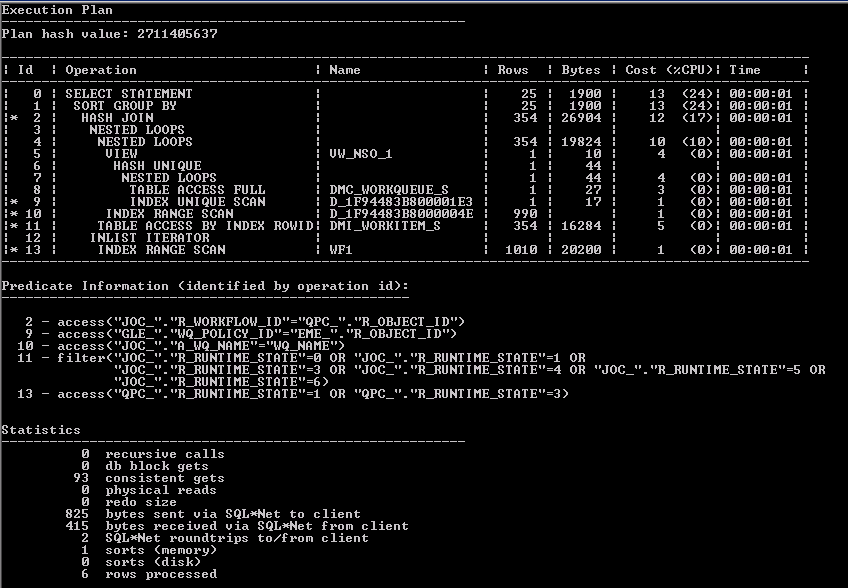 Execution Plan
----------------------------------------------------------
Plan hash value: 2711405637

-----------------------------------------------------------------------------------------------------
| Id  | Operation                       | Name                 | Rows  | Bytes | Cost (%CPU)| Time     |
-----------------------------------------------------------------------------------------------------
|   0 | SELECT STATEMENT                |                      |    25 |  1900 |    13  (24)| 00:00:01 |
|   1 |  SORT GROUP BY                  |                      |    25 |  1900 |    13  (24)| 00:00:01 |
|*  2 |   HASH JOIN                     |                      |   354 | 26904 |    12  (17)| 00:00:01 |
|   3 |    NESTED LOOPS                 |                      |       |       |            |          |
|   4 |     NESTED LOOPS                |                      |   354 | 19824 |    10  (10)| 00:00:01 |
|   5 |      VIEW                       | VW_NSO_1             |     1 |    10 |     4   (0)| 00:00:01 |
|   6 |       HASH UNIQUE               |                      |     1 |    44 |            |          |
|   7 |        NESTED LOOPS             |                      |     1 |    44 |     4   (0)| 00:00:01 |
|   8 |         TABLE ACCESS FULL       | DMC_WORKQUEUE_S      |     1 |    27 |     3   (0)| 00:00:01 |
|*  9 |         INDEX UNIQUE SCAN       | D_1F94483B800001E3   |     1 |    17 |     1   (0)| 00:00:01 |
|* 10 |      INDEX RANGE SCAN           | D_1F94483B8000004E   |   990 |       |     1   (0)| 00:00:01 |
|* 11 |     TABLE ACCESS BY INDEX ROWID| DMI_WORKITEM_S       |   354 | 16284 |     5   (0)| 00:00:01 |
|  12 |    INLIST ITERATOR              |                      |       |       |            |          |
|* 13 |     INDEX RANGE SCAN            | WF1                  |  1010 | 20200 |     1   (0)| 00:00:01 |
-----------------------------------------------------------------------------------------------------

Predicate Information (identified by operation id):
---------------------------------------------------

2 - access("JOC_"."R_WORKFLOW_ID"="QPC_"."R_OBJECT_ID")
9 - access("GLE_"."WQ_POLICY_ID"="EME_"."R_OBJECT_ID")
10 - access("JOC_"."A_WQ_NAME"="WQ_NAME")
11 - filter("JOC_"."R_RUNTIME_STATE"=0 OR "JOC_"."R_RUNTIME_STATE"=1 OR
"JOC_"."R_RUNTIME_STATE"=3 OR "JOC_"."R_RUNTIME_STATE"=4 OR "JOC_"."R_RUNTIME_STATE"=5 OR
"JOC_"."R_RUNTIME_STATE"=6)
13 - access("QPC_"."R_RUNTIME_STATE"=1 OR "QPC_"."R_RUNTIME_STATE"=3)

Statistics
----------------------------------------------------------
0  recursive calls
0  db block gets
93  consistent gets
0  physical reads
0  redo size
825  bytes sent via SQL*Net to client
415  bytes received via SQL*Net from client
2  SQL*Net roundtrips to/from client
1  sorts (memory)
0  sorts (disk)
6  rows processed